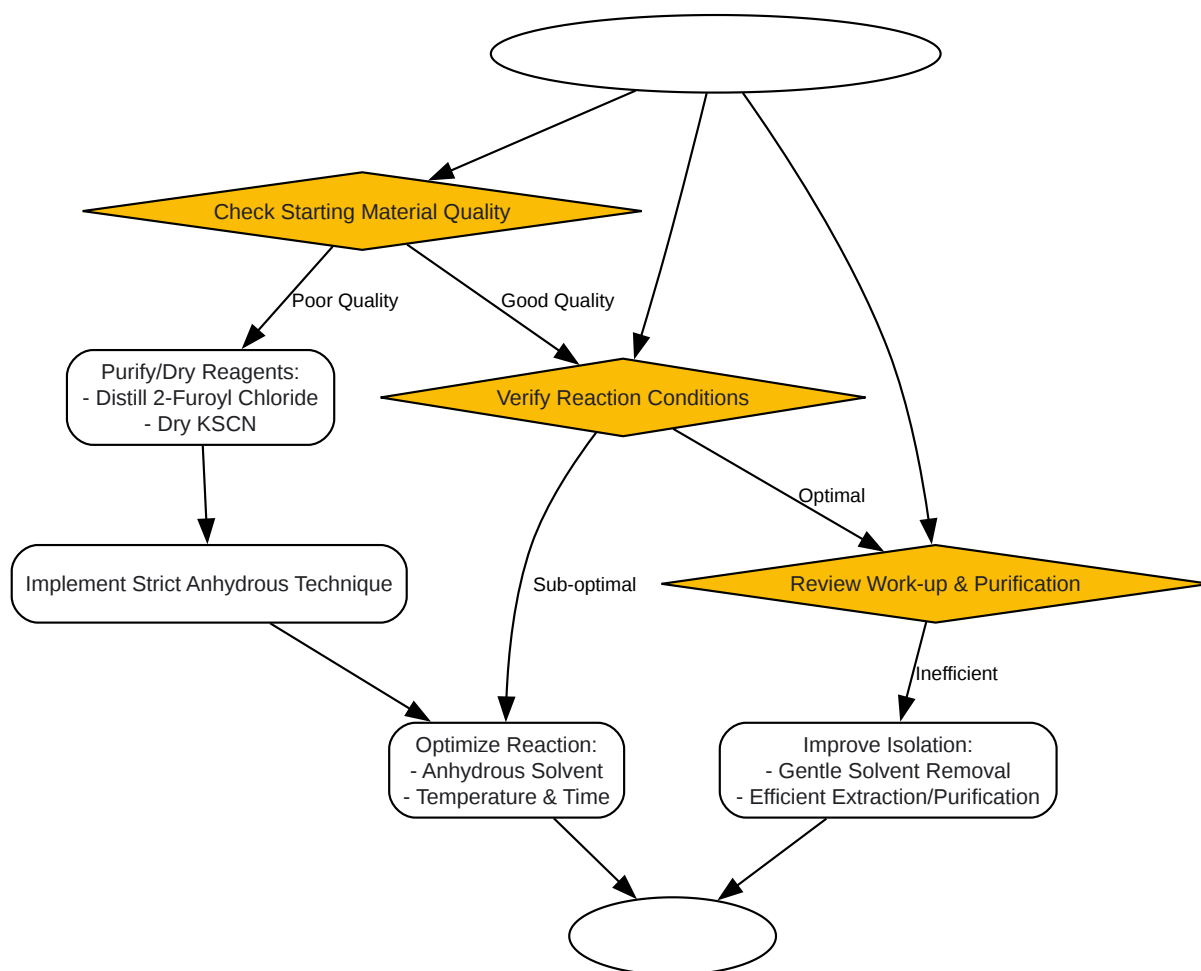 Check Starting Material Quality
Poor Quality
Good Quality
Purify/Dry Reagents:
- Distill 2-Furoyl Chloride
- Dry KSCN
Verify Reaction Conditions
Optimal
Implement Strict Anhydrous Technique
Sub-optimal
Review Work-up & Purification
Inefficient
Optimize Reaction:
- Anhydrous Solvent
- Temperature & Time
Improve Isolation:
- Gentle Solvent Removal
- Efficient Extraction/Purification